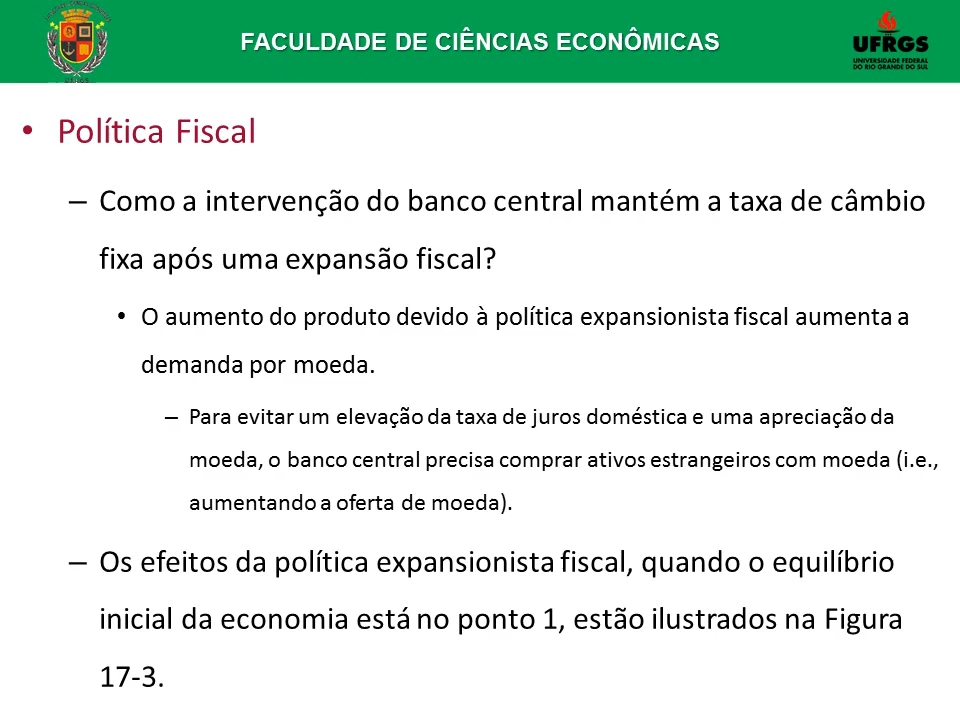 FACULDADE DE CIÊNCIAS ECONÔMICAS
UFRGS
UNIVERSIDADE FEDERAL
DO RIO GRANDE DO SUL
UFRGS
• Política Fiscal
– Como a intervenção do banco central mantém a taxa de câmbio
fixa após uma expansão fiscal?
• O aumento do produto devido à política expansionista fiscal aumenta a
demanda por moeda.
– Para evitar um elevação da taxa de juros doméstica e uma apreciação da
moeda, o banco central precisa comprar ativos estrangeiros com moeda (i.e.,
aumentando a oferta de moeda).
– Os efeitos da política expansionista fiscal, quando o equilíbrio
inicial da economia está no ponto 1, estão ilustrados na Figura
17-3.